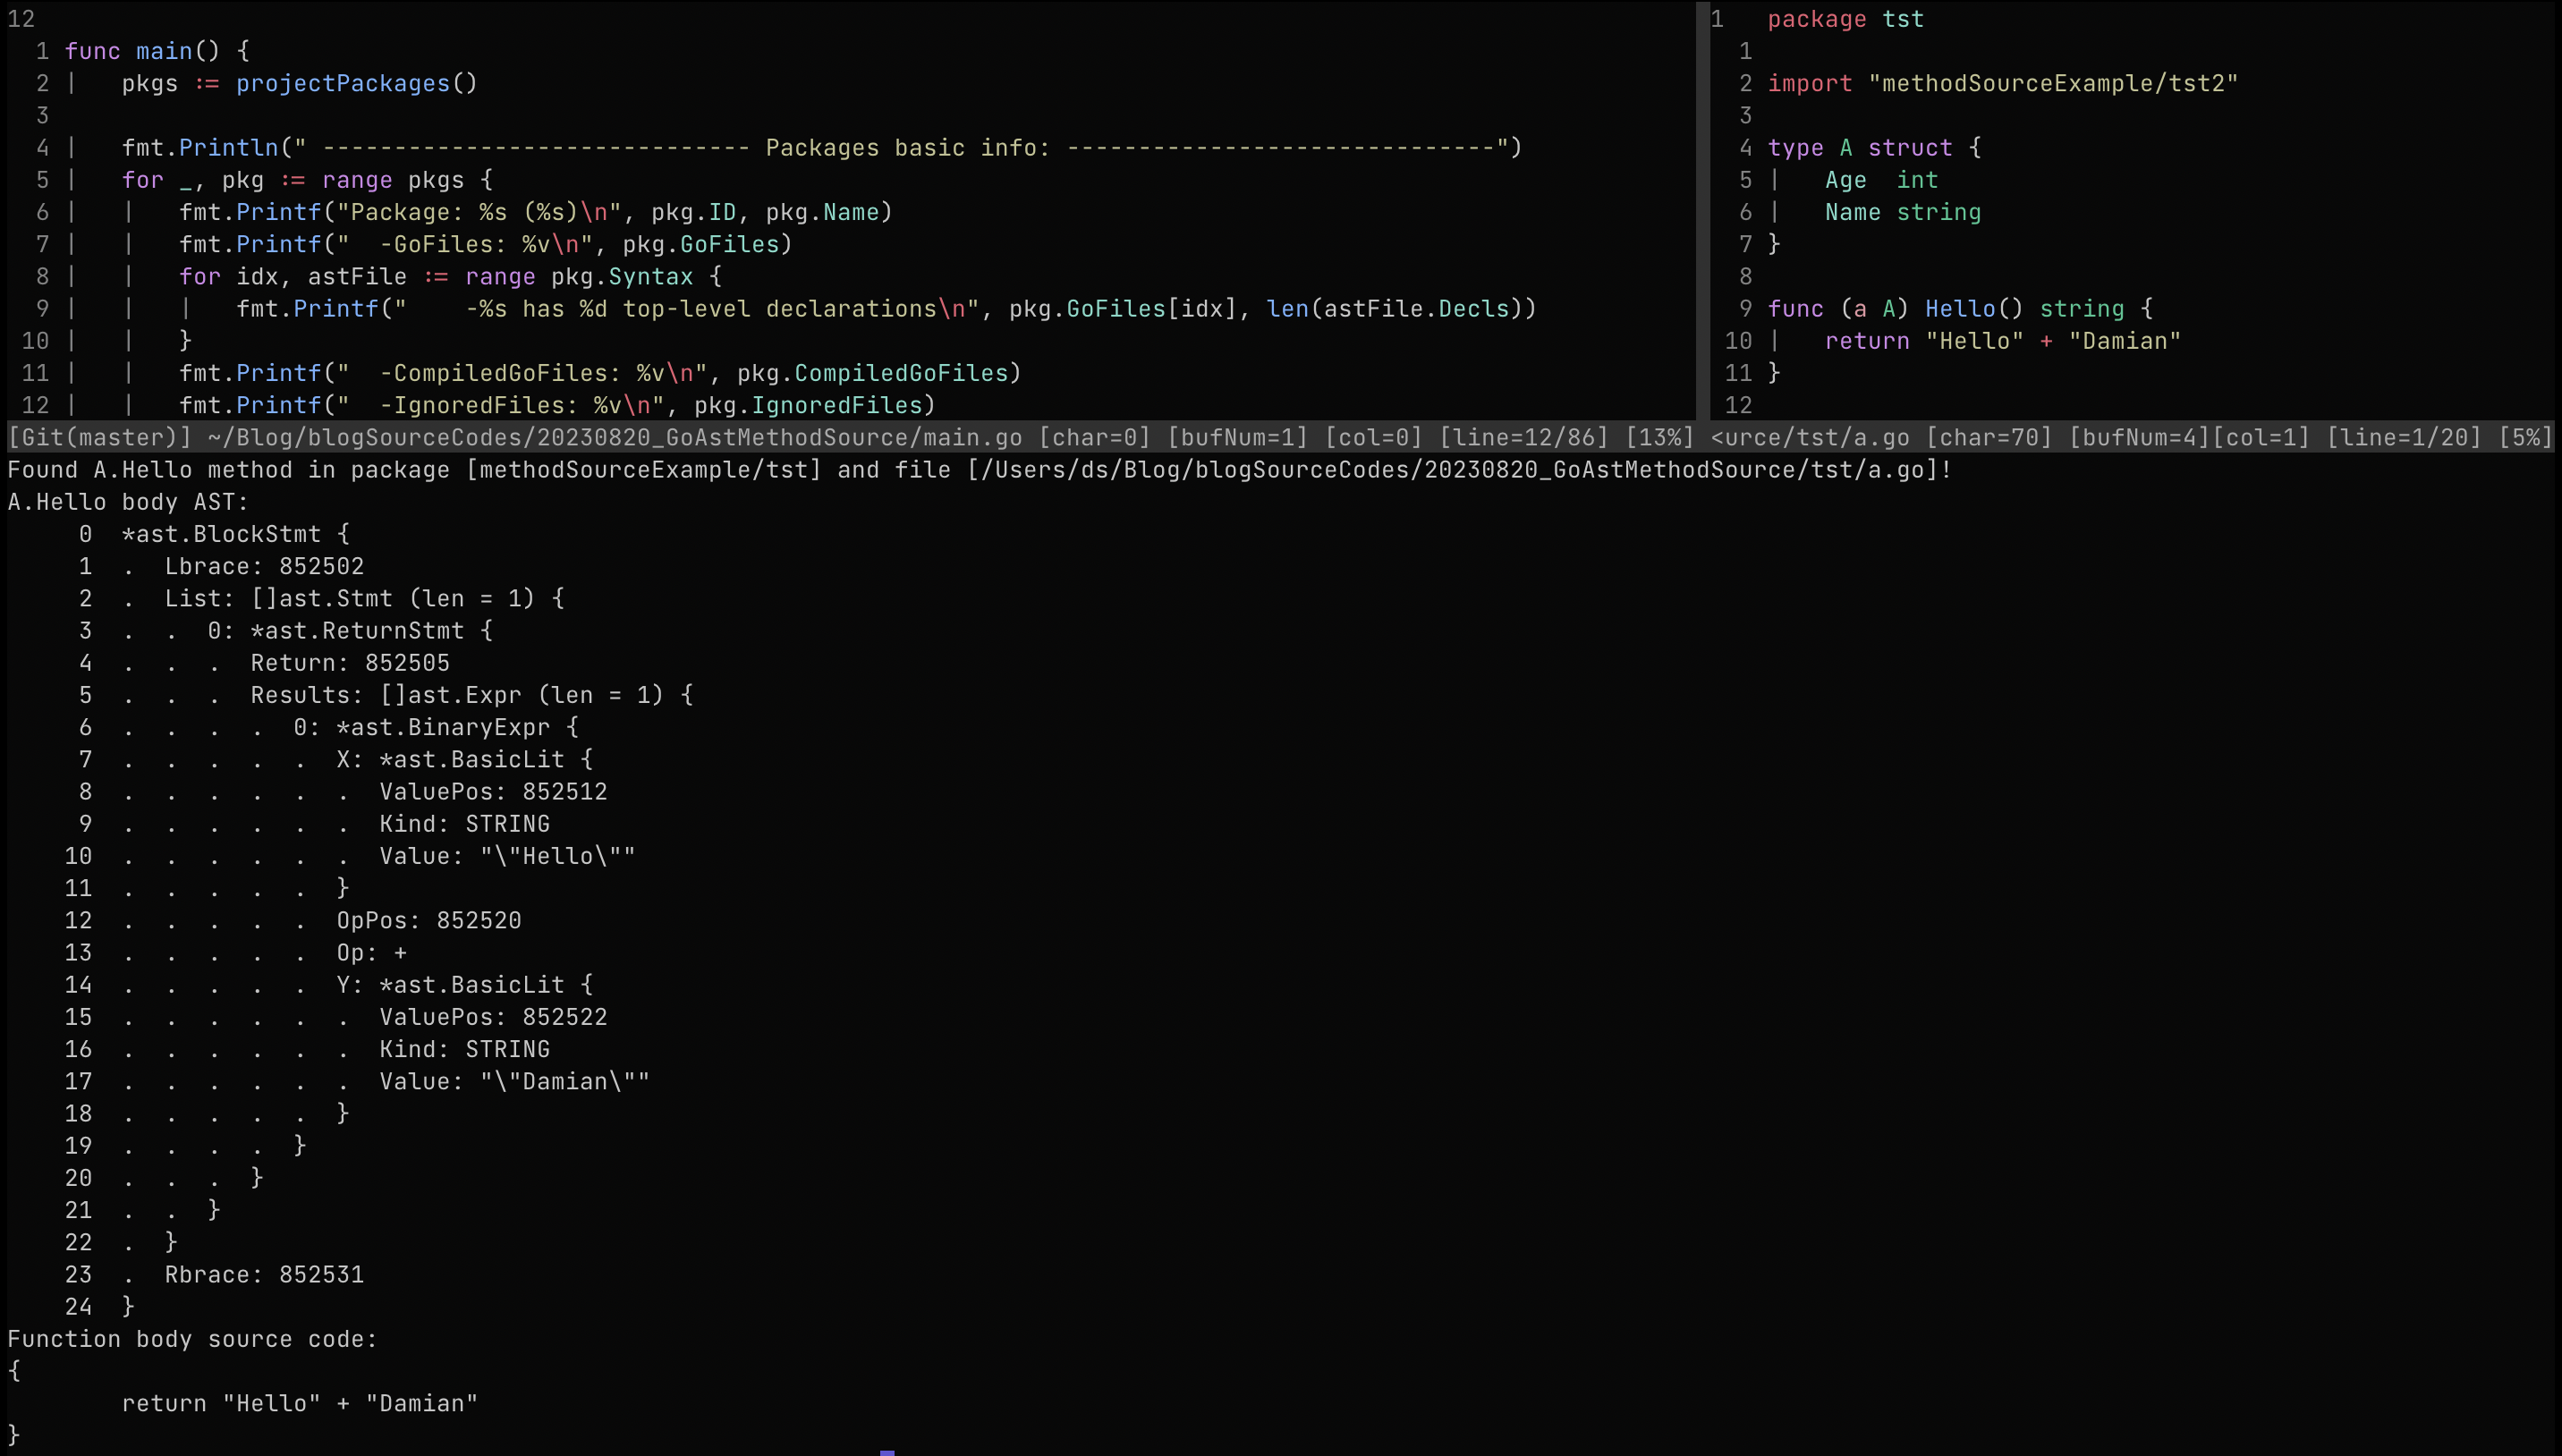 12
1 func main() {
2 |   pkgs := projectPackages()
3
4 |   fmt.Println(" ------------------------------ Packages basic info: ------------------------------")
5 |   for _, pkg := range pkgs {
6 |   |   fmt.Printf("Package: %s (%s)\n", pkg.ID, pkg.Name)
7 |   |   fmt.Printf("  -GoFiles: %v\n", pkg.GoFiles)
8 |   |   for idx, astFile := range pkg.Syntax {
9 |   |   |   fmt.Printf("    -%s has %d top-level declarations\n", pkg.GoFiles[idx], len(astFile.Decls))
10 |   |   }
11 |   |   fmt.Printf("  -CompiledGoFiles: %v\n", pkg.CompiledGoFiles)
12 |   |   fmt.Printf("  -IgnoredFiles: %v\n", pkg.IgnoredFiles)
1   package tst
1
2 import "methodSourceExample/tst2"
3
4 type A struct {
5 |   Age  int
6 |   Name string
7 }
8
9 func (a A) Hello() string {
10 |   return "Hello" + "Damian"
11 }
12
[Git(master)] ~/Blog/blogSourceCodes/20230820_GoAstMethodSource/main.go [char=0] [bufNum=1] [col=0] [line=12/86] [13%] <urce/tst/a.go [char=70] [bufNum=4][col=1] [line=1/20] [5%]
Found A.Hello method in package [methodSourceExample/tst] and file [/Users/ds/Blog/blogSourceCodes/20230820_GoAstMethodSource/tst/a.go]!
A.Hello body AST:
     0  *ast.BlockStmt {
     1  .  Lbrace: 852502
     2  .  List: []ast.Stmt (len = 1) {
     3  .  .  0: *ast.ReturnStmt {
     4  .  .  .  Return: 852505
     5  .  .  .  Results: []ast.Expr (len = 1) {
     6  .  .  .  .  0: *ast.BinaryExpr {
     7  .  .  .  .  .  X: *ast.BasicLit {
     8  .  .  .  .  .  .  ValuePos: 852512
     9  .  .  .  .  .  .  Kind: STRING
    10  .  .  .  .  .  .  Value: "\"Hello\""
    11  .  .  .  .  .  }
    12  .  .  .  .  .  OpPos: 852520
    13  .  .  .  .  .  Op: +
    14  .  .  .  .  .  Y: *ast.BasicLit {
    15  .  .  .  .  .  .  ValuePos: 852522
    16  .  .  .  .  .  .  Kind: STRING
    17  .  .  .  .  .  .  Value: "\"Damian\""
    18  .  .  .  .  .  }
    19  .  .  .  .  }
    20  .  .  .  }
    21  .  .  }
    22  .  }
    23  .  Rbrace: 852531
    24  }
Function body source code:
{
        return "Hello" + "Damian"
}